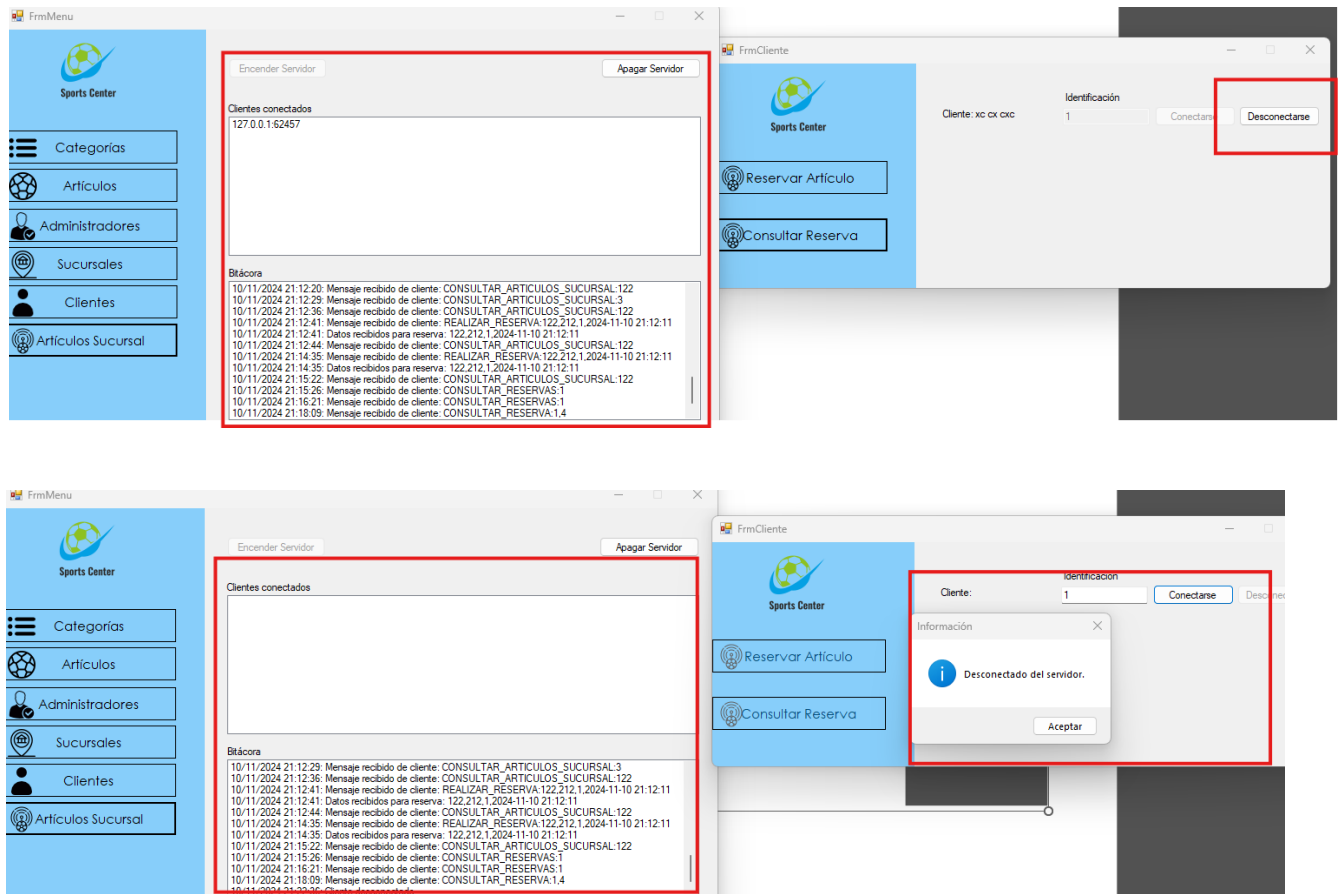 FrmMenu
Sports Center
Categorías
Artículos
Administradores
Sucursales
Clientes
Artículos Sucursal
Encender Servidor
Apagar Servidor
Clientes conectados
127.0.0.1:62457
Bitácora
10/11/2024 21:12:20: Mensaje recibido de cliente: CONSULTAR_ARTICULOS_SUCURSAL:122
10/11/2024 21:12:29: Mensaje recibido de cliente: CONSULTAR_ARTICULOS_SUCURSAL:3
10/11/2024 21:12:36: Mensaje recibido de cliente: CONSULTAR_ARTICULOS_SUCURSAL:122
10/11/2024 21:12:41: Mensaje recibido de cliente: REALIZAR_RESERVA:122,212,1,2024-11-10 21:12:11
10/11/2024 21:12:41: Datos recibidos para reserva: 122,212,1,2024-11-10 21:12:11
10/11/2024 21:12:44: Mensaje recibido de cliente: CONSULTAR_ARTICULOS_SUCURSAL:122
10/11/2024 21:14:35: Mensaje recibido de cliente: REALIZAR_RESERVA:122,212,1,2024-11-10 21:12:11
10/11/2024 21:14:35: Datos recibidos para reserva: 122,212,1,2024-11-10 21:12:11
10/11/2024 21:15:22: Mensaje recibido de cliente: CONSULTAR_ARTICULOS_SUCURSAL:122
10/11/2024 21:15:26: Mensaje recibido de cliente: CONSULTAR_RESERVAS:1
10/11/2024 21:16:21: Mensaje recibido de cliente: CONSULTAR_RESERVAS:1
10/11/2024 21:18:09: Mensaje recibido de cliente: CONSULTAR_RESERVA:1,4
FrmCliente
Sports Center
Reservar Artículo
Consultar Reserva
Identificación
Cliente: xc cx cxc
1
Conectarse
Desconectarse
FrmMenu
Sports Center
Categorías
Artículos
Administradores
Sucursales
Clientes
Artículos Sucursal
Encender Servidor
Apagar Servidor
Clientes conectados
Bitácora
10/11/2024 21:12:29: Mensaje recibido de cliente: CONSULTAR_ARTICULOS_SUCURSAL:3
10/11/2024 21:12:36: Mensaje recibido de cliente: CONSULTAR_ARTICULOS_SUCURSAL:122
10/11/2024 21:12:41: Mensaje recibido de cliente: REALIZAR_RESERVA:122,212,1,2024-11-10 21:12:11
10/11/2024 21:12:41: Datos recibidos para reserva: 122,212,1,2024-11-10 21:12:11
10/11/2024 21:12:44: Mensaje recibido de cliente: CONSULTAR_ARTICULOS_SUCURSAL:122
10/11/2024 21:14:35: Mensaje recibido de cliente: REALIZAR_RESERVA:122,212,1,2024-11-10 21:12:11
10/11/2024 21:14:35: Datos recibidos para reserva: 122,212,1,2024-11-10 21:12:11
10/11/2024 21:15:22: Mensaje recibido de cliente: CONSULTAR_ARTICULOS_SUCURSAL:122
10/11/2024 21:15:26: Mensaje recibido de cliente: CONSULTAR_RESERVAS:1
10/11/2024 21:16:21: Mensaje recibido de cliente: CONSULTAR_RESERVAS:1
10/11/2024 21:18:09: Mensaje recibido de cliente: CONSULTAR_RESERVA:1,4
Cliente desconectado
FrmCliente
Sports Center
Reservar Artículo
Consultar Reserva
Identificación
Cliente:
1
Conectarse
Desconec
Información
Desconectado del servidor.
Aceptar